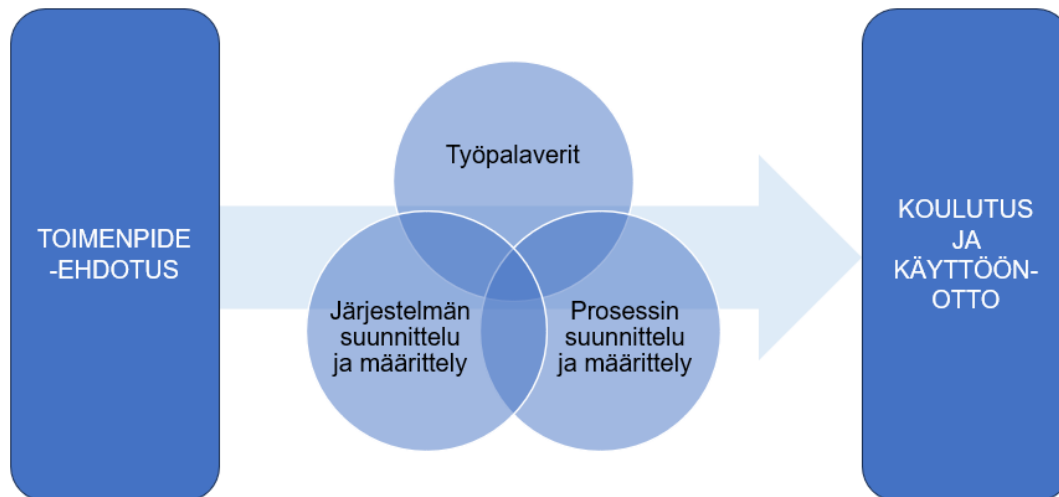 TOIMENPIDE
-EHDOTUS
Työpalaverit
Järjestelmän
suunnittelu
ja määrittely
Prosessin
suunnittelu
ja määrittely
KOULUTUS
JA
KÄYTTÖÖN-
OTTO